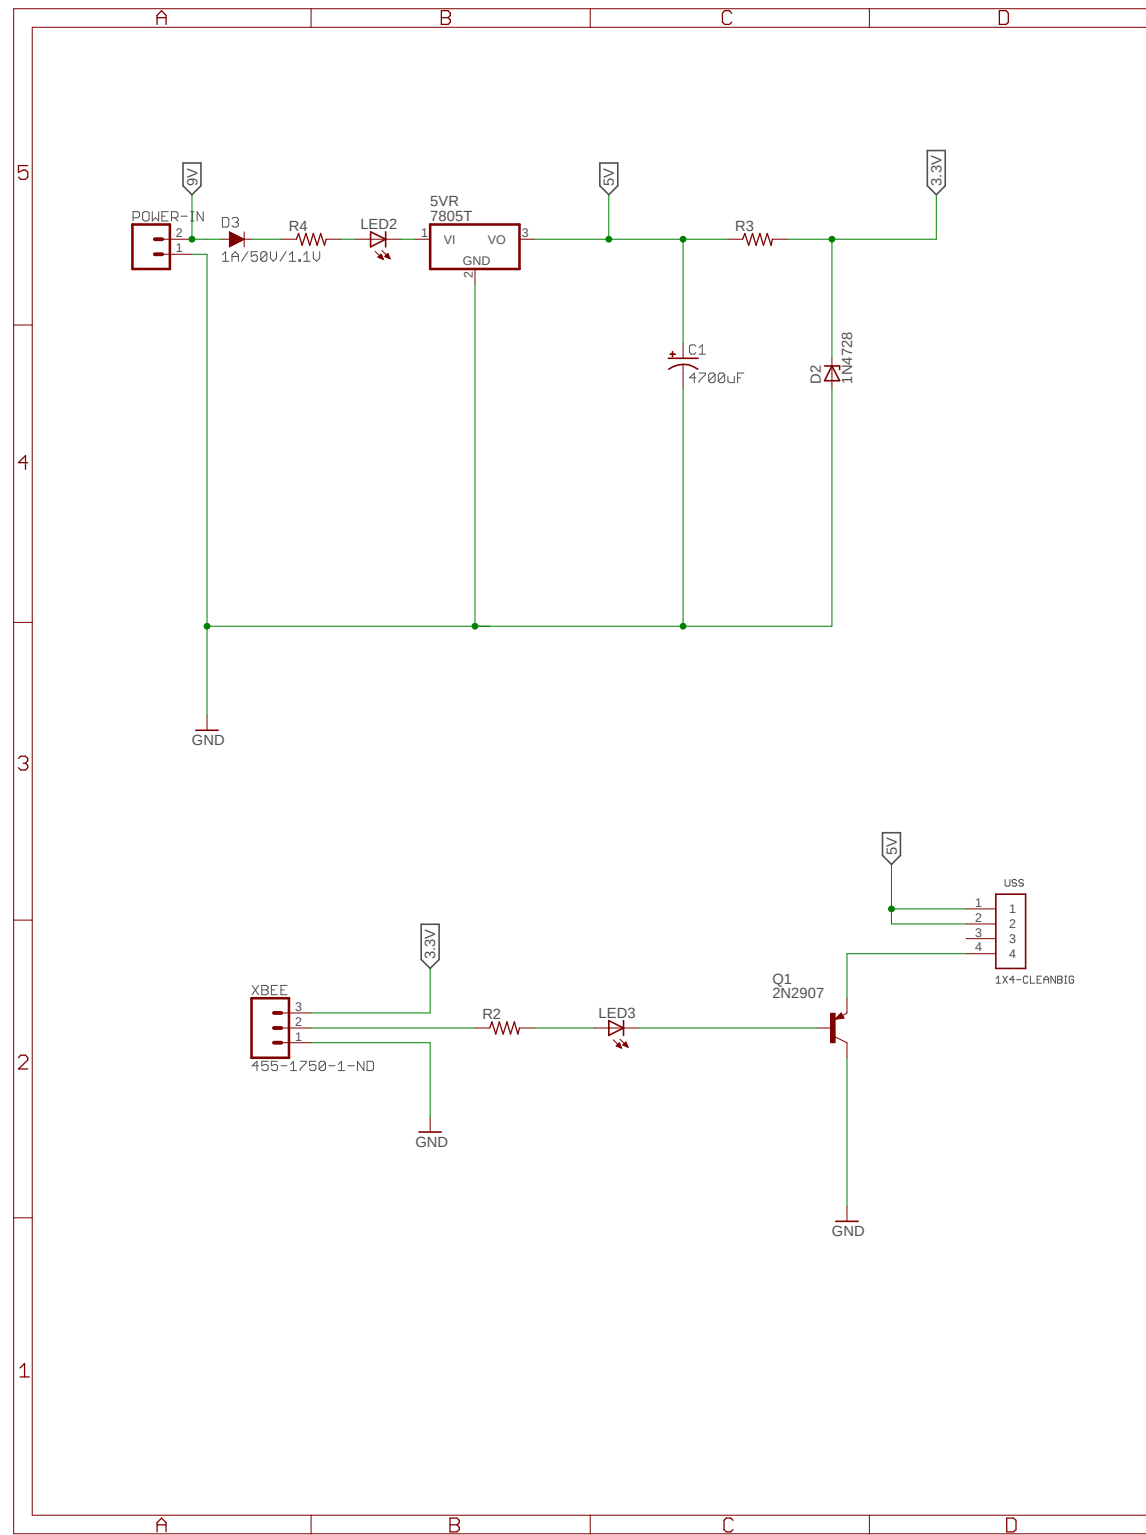 A B C D
5
9V
5V
3.3V
POWER-IN
2
1
D3
1A/50V/1.1V
R4
LED2
5VR
7805T
1 VI VO 3
GND
2
R3
C1
4700uF
D2
1N4728
4
GND
3
5V
USS
1 1
2 2
3 3
4 4
1X4-CLEANBIG
3.3V
XBEE
3
2
1
455-1750-1-ND
R2
LED3
Q1
2N2907
2
GND
GND
1
A B C D